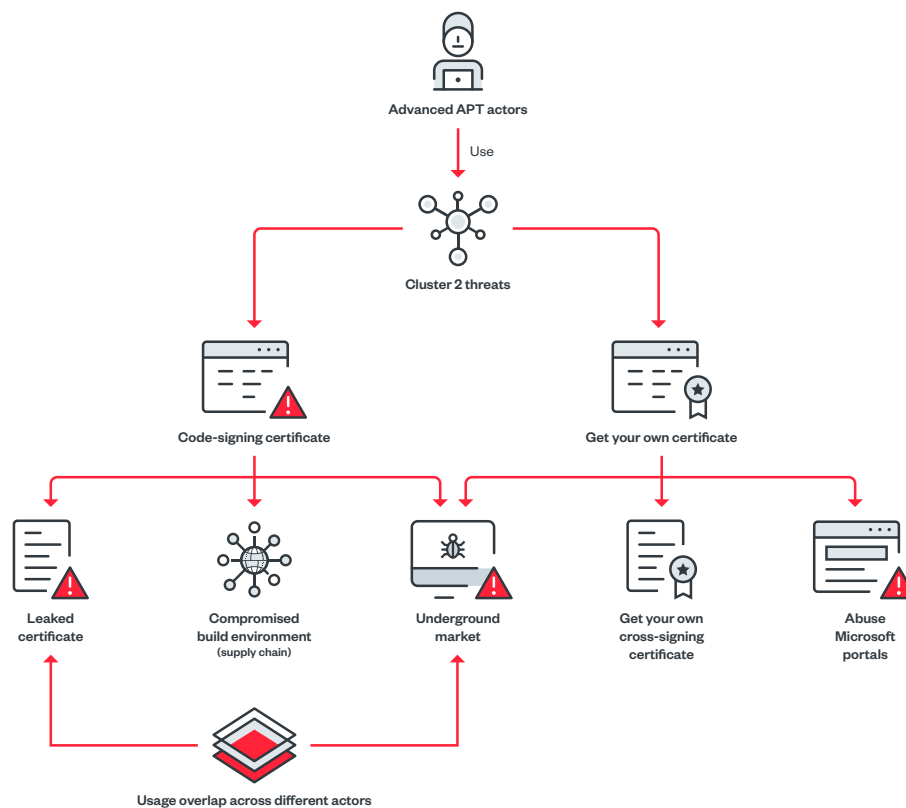 Advanced APT actors
Use
Cluster 2 threats
Code-signing certificate
Get your own certificate
Leaked
certificate
Compromised
build environment
(supply chain)
Underground
market
Get your own
cross-signing
certificate
Abuse
Microsoft
portals
Usage overlap across different actors